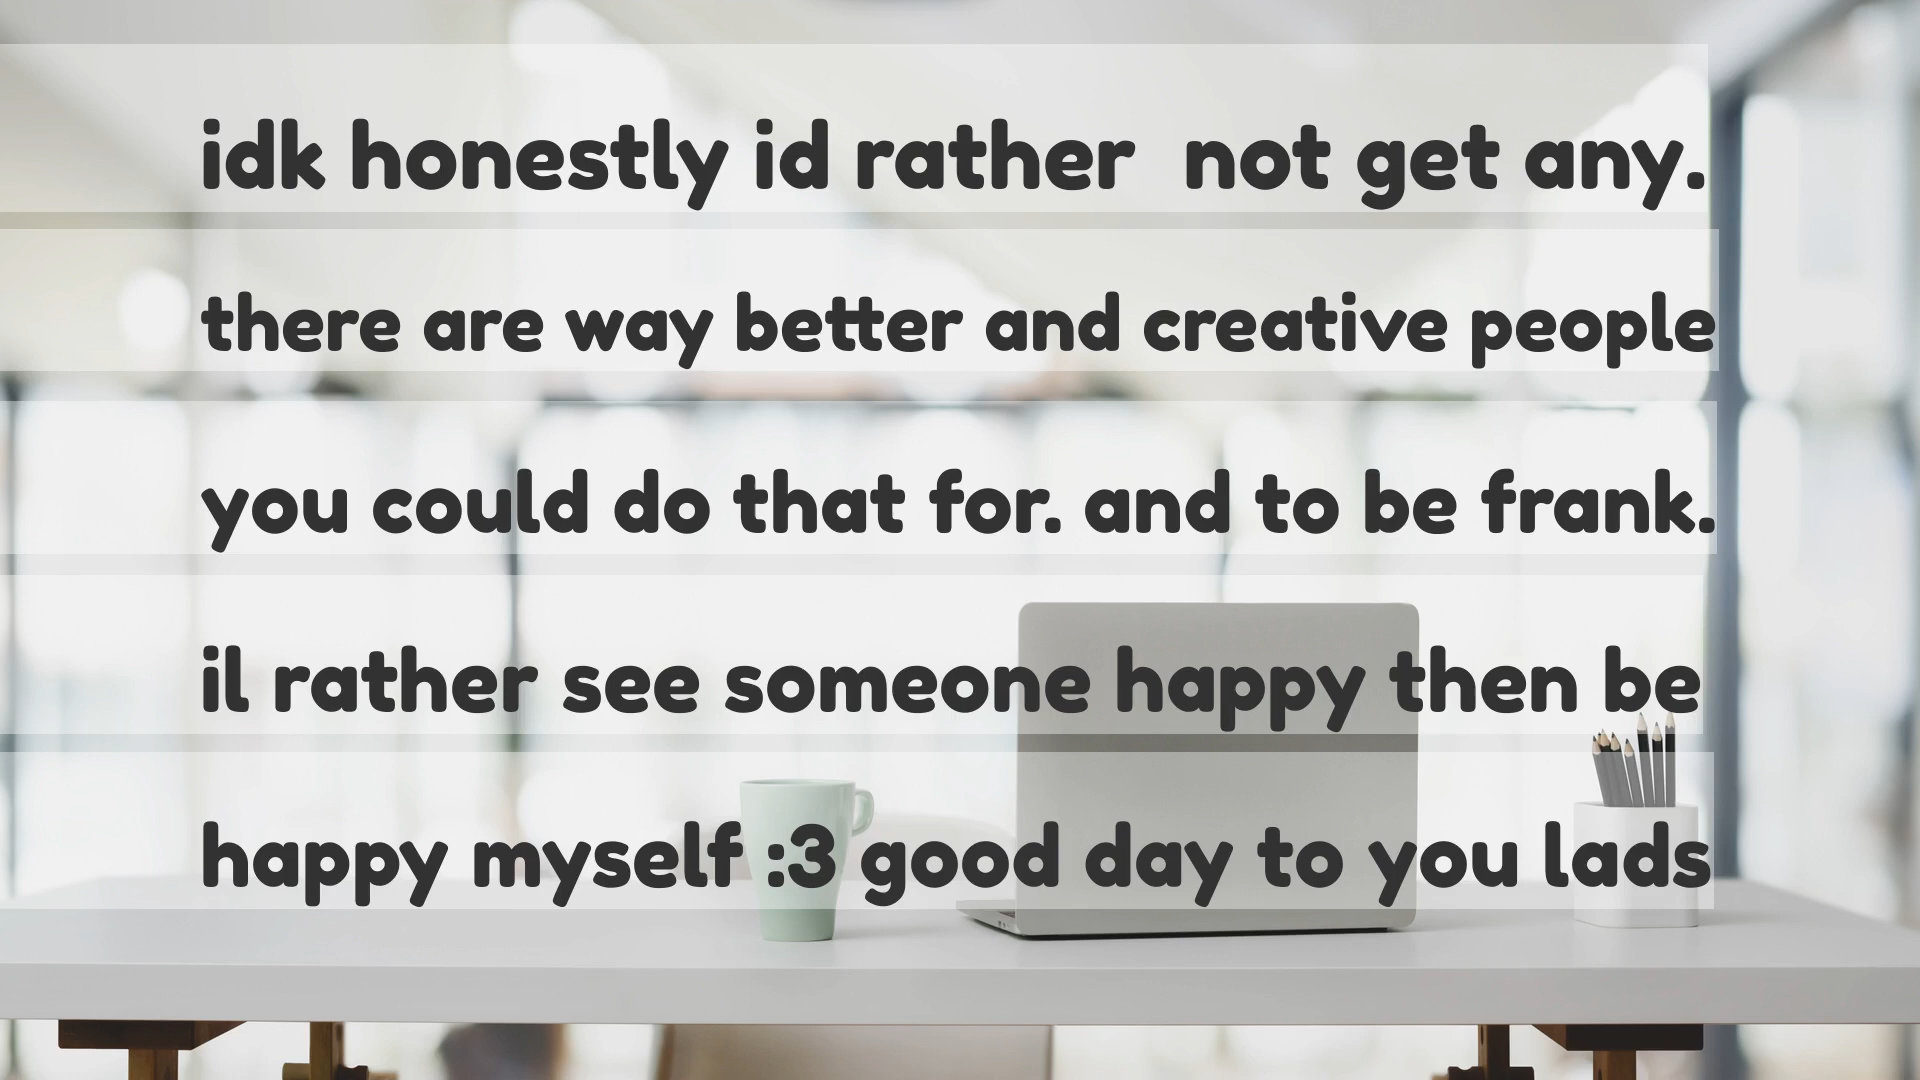 idk honestly id rather  not get any.
there are way better and creative people
you could do that for. and to be frank.
il rather see someone happy then be
happy myself :3 good day to you lads